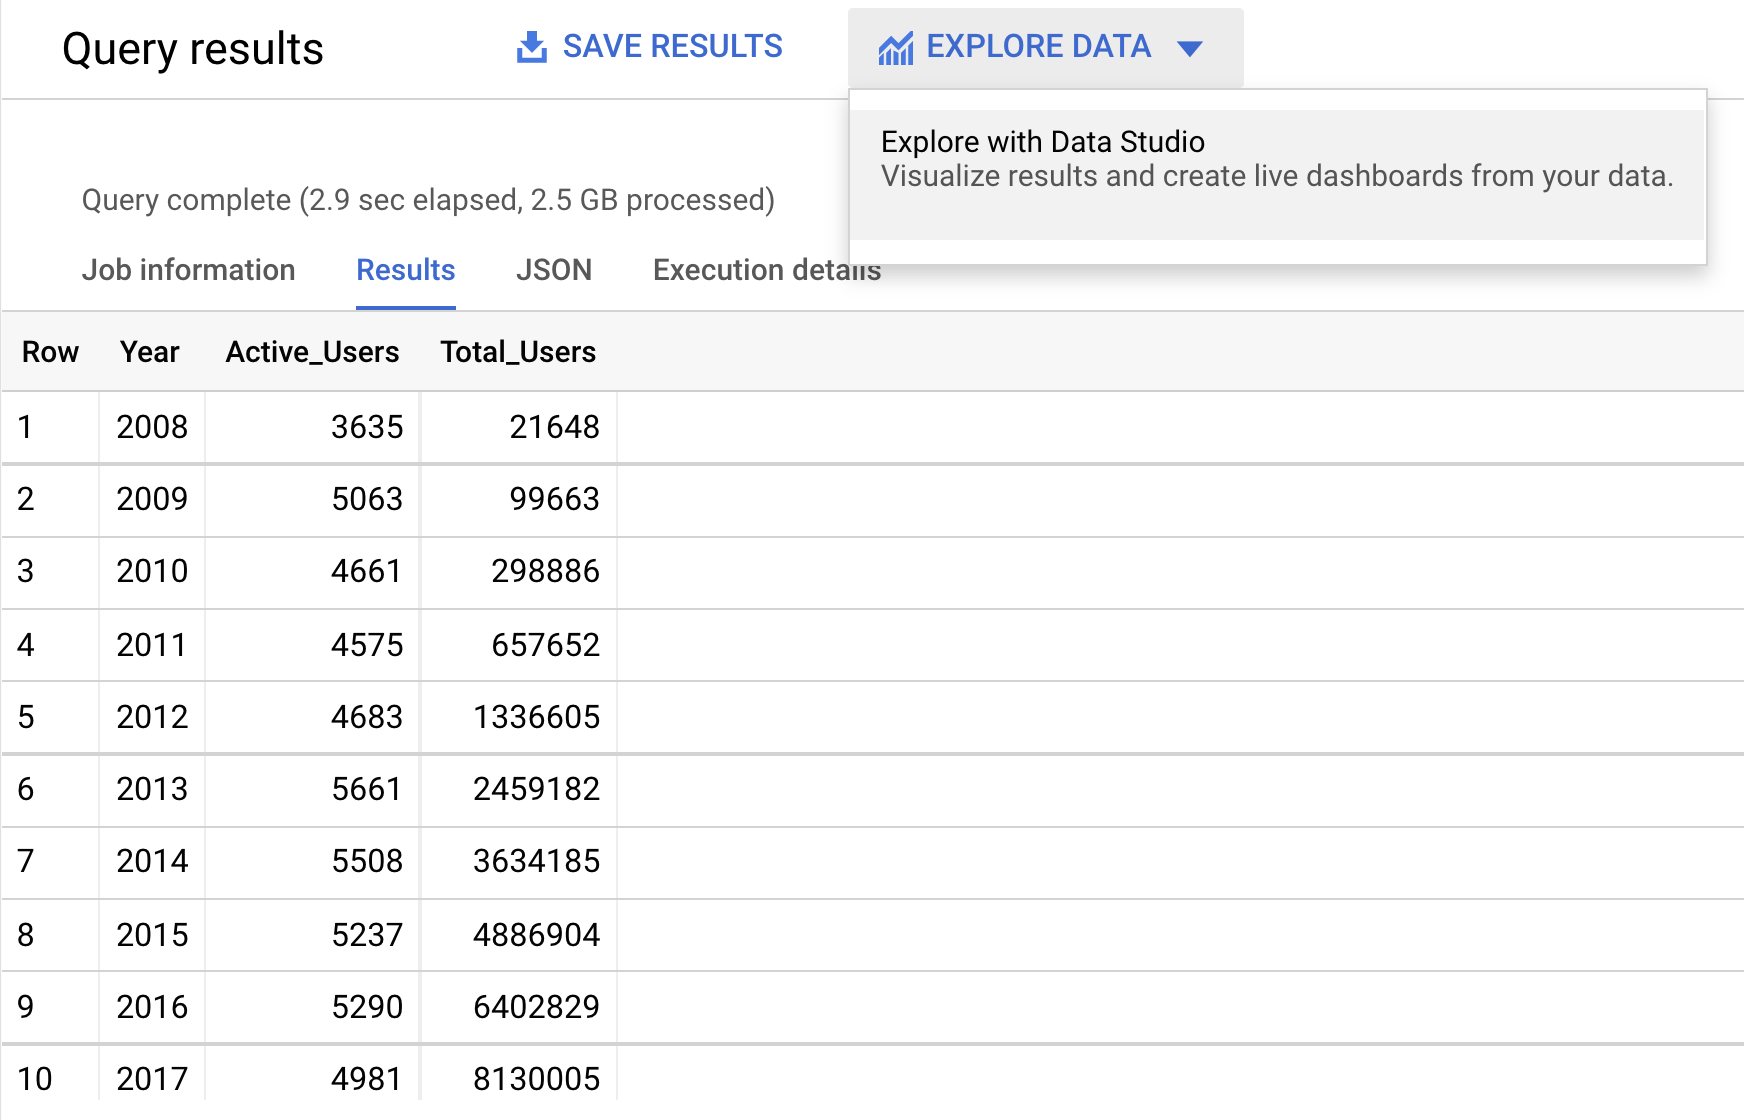 Query results
SAVE RESULTS
EXPLORE DATA
Explore with Data Studio
Visualize results and create live dashboards from your data.
Query complete (2.9 sec elapsed, 2.5 GB processed)
Job information Results JSON Execution details
Row Year Active_Users Total_Users
1 2008 3635 21648
2 2009 5063 99663
3 2010 4661 298886
4 2011 4575 657652
5 2012 4683 1336605
6 2013 5661 2459182
7 2014 5508 3634185
8 2015 5237 4886904
9 2016 5290 6402829
10 2017 4981 8130005